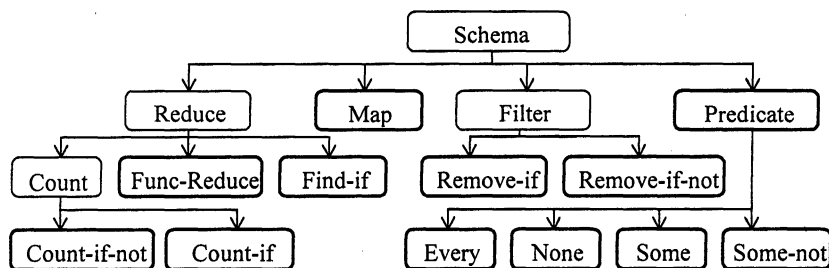 Schema
Reduce Map Filter Predicate
Count Func-Reduce Find-if Remove-if Remove-if-not
Count-if-not Count-if Every None Some Some-not